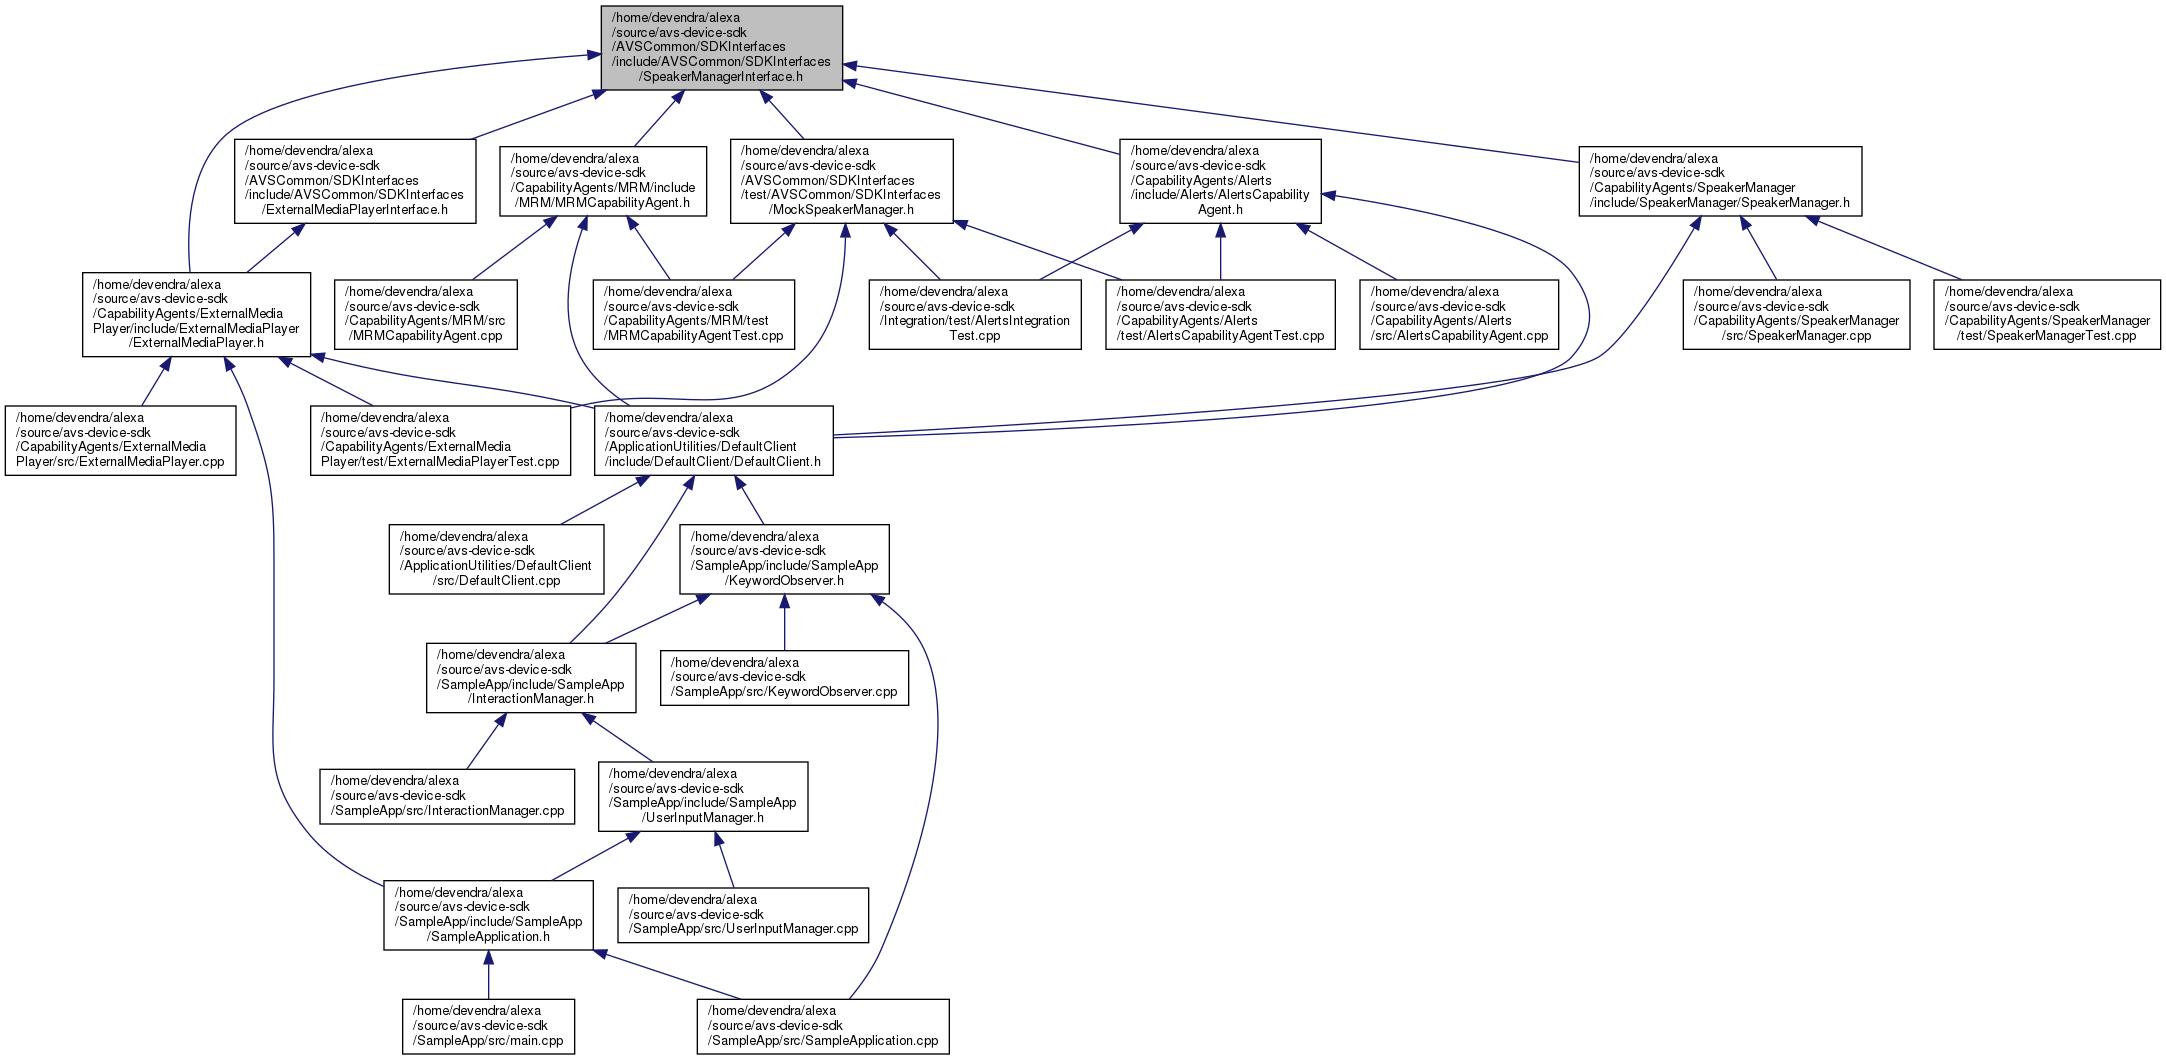 /home/devendra/alexa
/source/avs-device-sdk
/AVSCommon/SDKInterfaces
/include/AVSCommon/SDKInterfaces
/SpeakerManagerInterface.h
/home/devendra/alexa
/source/avs-device-sdk
/AVSCommon/SDKInterfaces
/include/AVSCommon/SDKInterfaces
/ExternalMediaPlayerInterface.h
/home/devendra/alexa
/source/avs-device-sdk
/CapabilityAgents/MRM/include
/MRM/MRMCapabilityAgent.h
/home/devendra/alexa
/source/avs-device-sdk
/AVSCommon/SDKInterfaces
/test/AVSCommon/SDKInterfaces
/MockSpeakerManager.h
/home/devendra/alexa
/source/avs-device-sdk
/CapabilityAgents/Alerts
/include/Alerts/AlertsCapability
Agent.h
/home/devendra/alexa
/source/avs-device-sdk
/CapabilityAgents/SpeakerManager
/include/SpeakerManager/SpeakerManager.h
/home/devendra/alexa
/source/avs-device-sdk
/CapabilityAgents/ExternalMedia
Player/include/ExternalMediaPlayer
/ExternalMediaPlayer.h
/home/devendra/alexa
/source/avs-device-sdk
/CapabilityAgents/MRM/src
/MRMCapabilityAgent.cpp
/home/devendra/alexa
/source/avs-device-sdk
/CapabilityAgents/MRM/test
/MRMCapabilityAgentTest.cpp
/home/devendra/alexa
/source/avs-device-sdk
/Integration/test/AlertsIntegration
Test.cpp
/home/devendra/alexa
/source/avs-device-sdk
/CapabilityAgents/Alerts
/test/AlertsCapabilityAgentTest.cpp
/home/devendra/alexa
/source/avs-device-sdk
/CapabilityAgents/Alerts
/src/AlertsCapabilityAgent.cpp
/home/devendra/alexa
/source/avs-device-sdk
/CapabilityAgents/SpeakerManager
/src/SpeakerManager.cpp
/home/devendra/alexa
/source/avs-device-sdk
/CapabilityAgents/SpeakerManager
/test/SpeakerManagerTest.cpp
/home/devendra/alexa
/source/avs-device-sdk
/CapabilityAgents/ExternalMedia
Player/src/ExternalMediaPlayer.cpp
/home/devendra/alexa
/source/avs-device-sdk
/CapabilityAgents/ExternalMedia
Player/test/ExternalMediaPlayerTest.cpp
/home/devendra/alexa
/source/avs-device-sdk
/ApplicationUtilities/DefaultClient
/include/DefaultClient/DefaultClient.h
/home/devendra/alexa
/source/avs-device-sdk
/ApplicationUtilities/DefaultClient
/src/DefaultClient.cpp
/home/devendra/alexa
/source/avs-device-sdk
/SampleApp/include/SampleApp
/KeywordObserver.h
/home/devendra/alexa
/source/avs-device-sdk
/SampleApp/include/SampleApp
/InteractionManager.h
/home/devendra/alexa
/source/avs-device-sdk
/SampleApp/src/KeywordObserver.cpp
/home/devendra/alexa
/source/avs-device-sdk
/SampleApp/src/InteractionManager.cpp
/home/devendra/alexa
/source/avs-device-sdk
/SampleApp/include/SampleApp
/UserInputManager.h
/home/devendra/alexa
/source/avs-device-sdk
/SampleApp/include/SampleApp
/SampleApplication.h
/home/devendra/alexa
/source/avs-device-sdk
/SampleApp/src/UserInputManager.cpp
/home/devendra/alexa
/source/avs-device-sdk
/SampleApp/src/main.cpp
/home/devendra/alexa
/source/avs-device-sdk
/SampleApp/src/SampleApplication.cpp